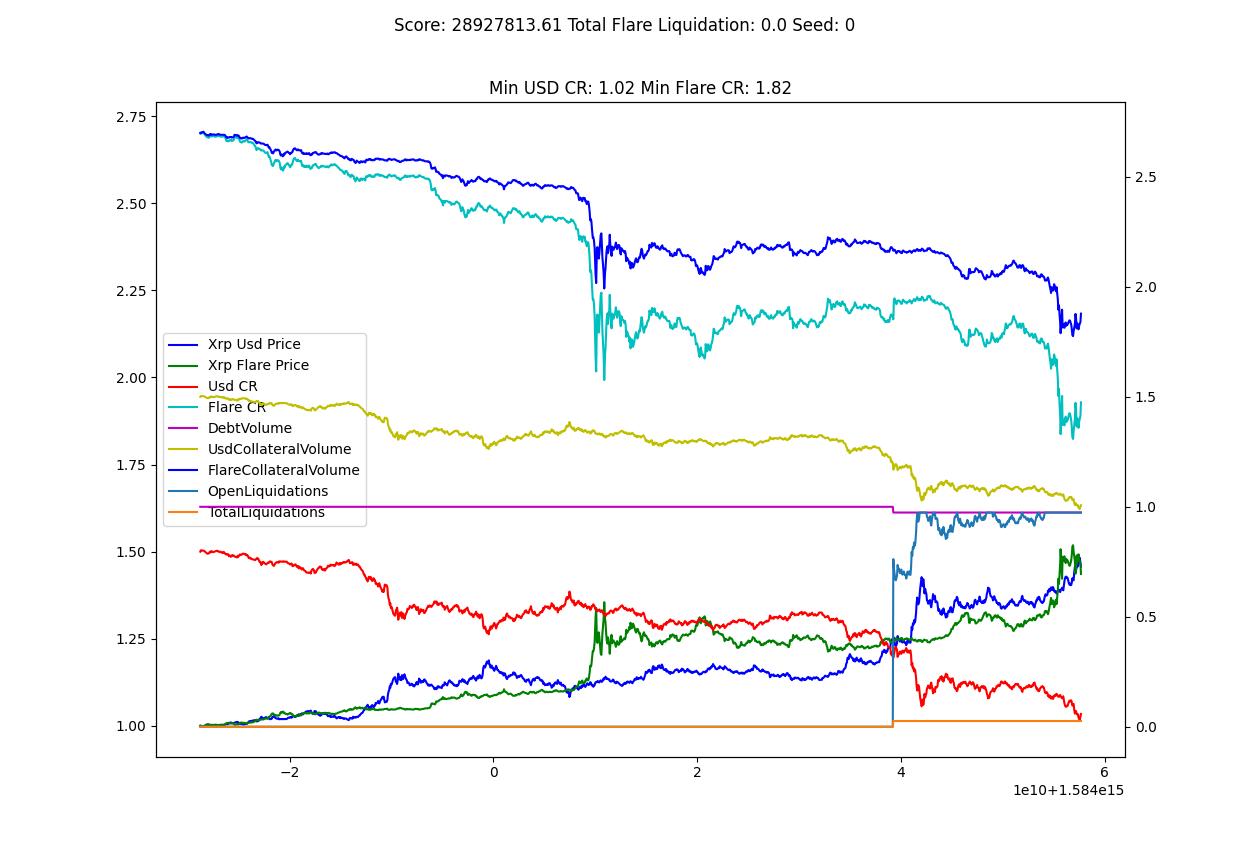 Score: 28927813.61 Total Flare Liquidation: 0.0 Seed: 0
Min USD CR: 1.02 Min Flare CR: 1.82
2.75
2.50
2.25
2.00
1.75
1.50
1.25
1.00
2.5
2.0
1.5
1.0
0.5
0.0
Xrp Usd Price
Xrp Flare Price
Usd CR
Flare CR
DebtVolume
UsdCollateralVolume
FlareCollateralVolume
OpenLiquidations
TotalLiquidations
−2 0 2 4 6
1e10+1.584e15